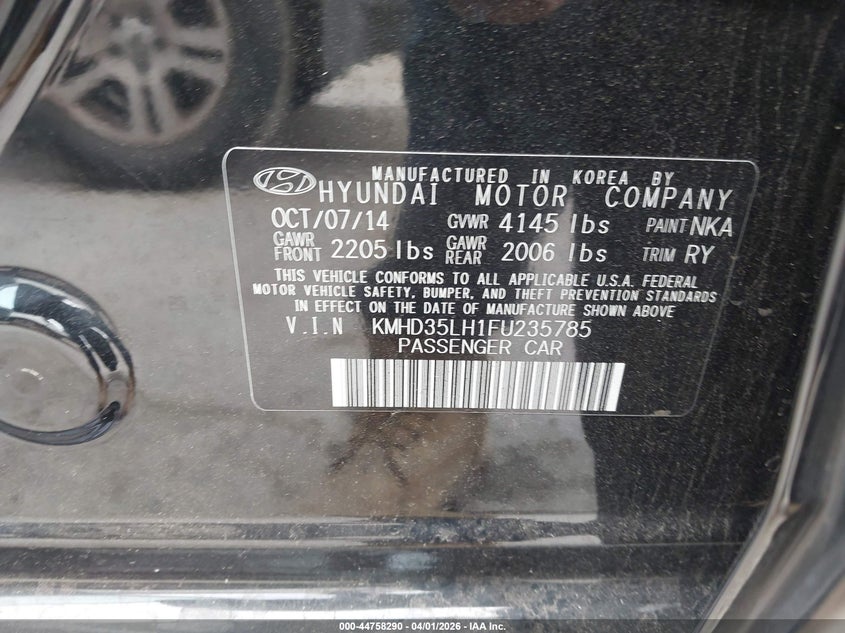 MANUFACTURED IN KOREA BY
HYUNDAI MOTOR COMPANY
OCT/07/14 GVWR 4145 lbs PAINT NKA
GAWR FRONT 2205 lbs GAWR REAR 2006 lbs TRIM RY
THIS VEHICLE CONFORMS TO ALL APPLICABLE U.S.A. FEDERAL
MOTOR VEHICLE SAFETY, BUMPER, AND THEFT PREVENTION STANDARDS
IN EFFECT ON THE DATE OF MANUFACTURE SHOWN ABOVE
V.I.N KMHD35LH1FU235785
PASSENGER CAR
000-44758290 - 04/01/2026 - IAA Inc.